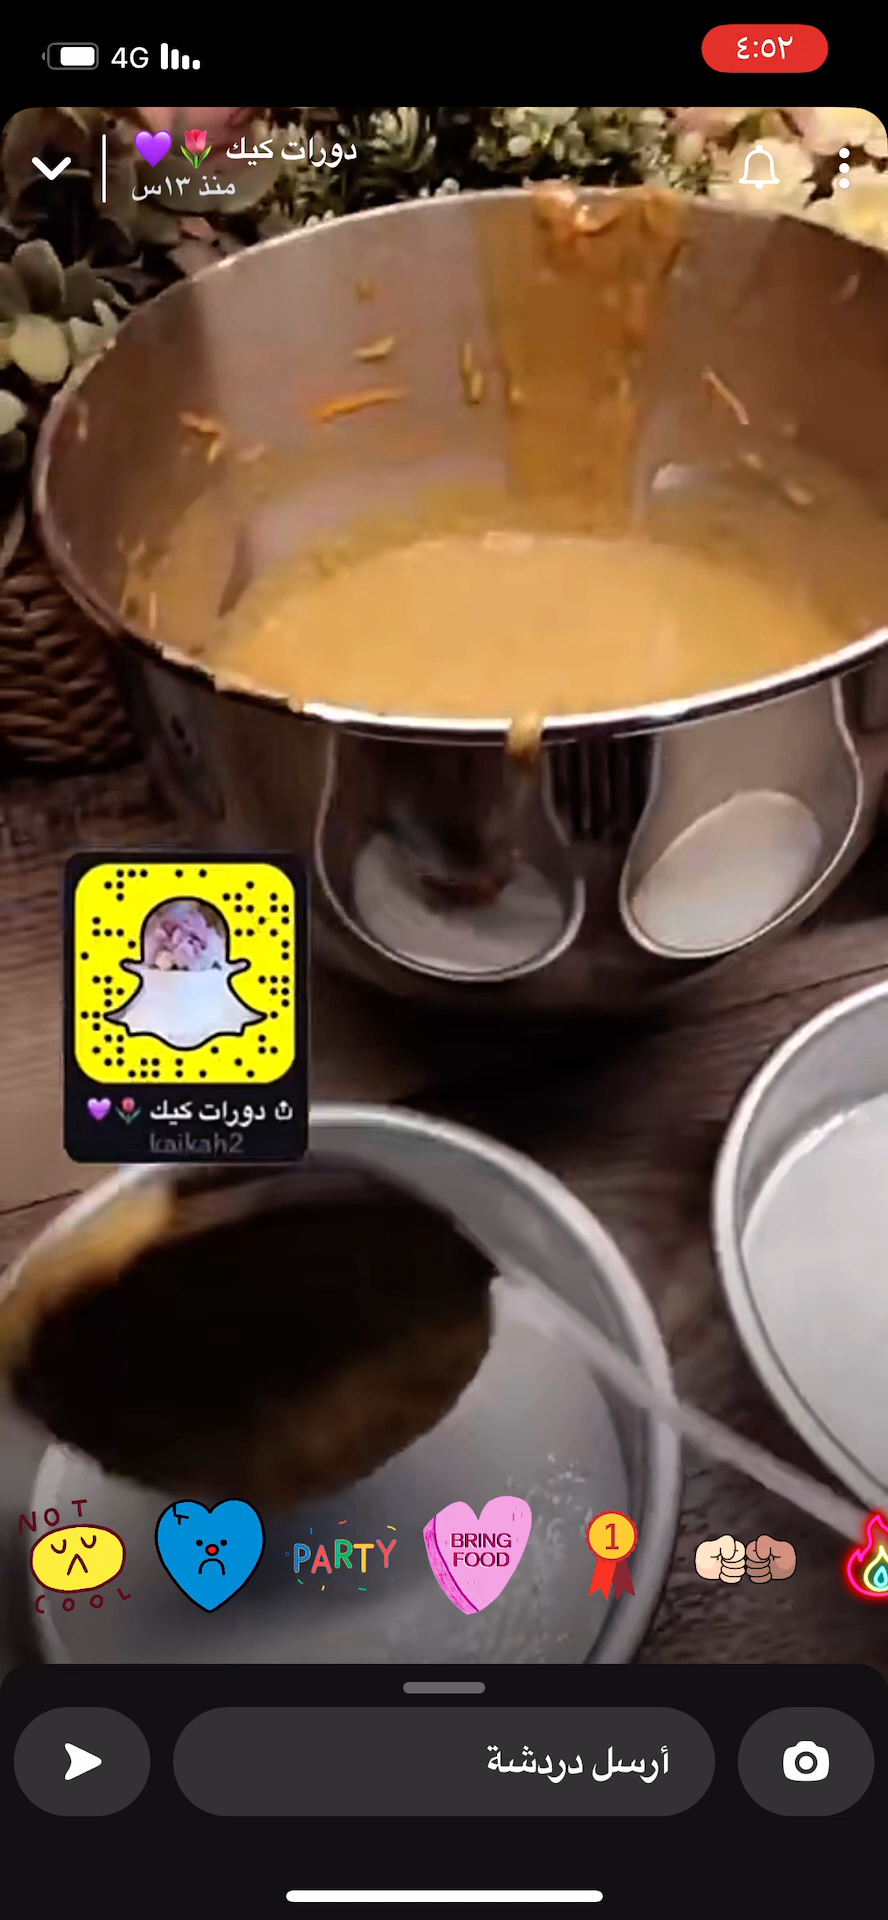 4G
٤:٥٢
دورات كيك 🌷💜
منذ ١٣س
دورات كيك 🌷💜
kaikah2
NOT
COOL
PARTY
BRING
FOOD
1
أرسل دردشة